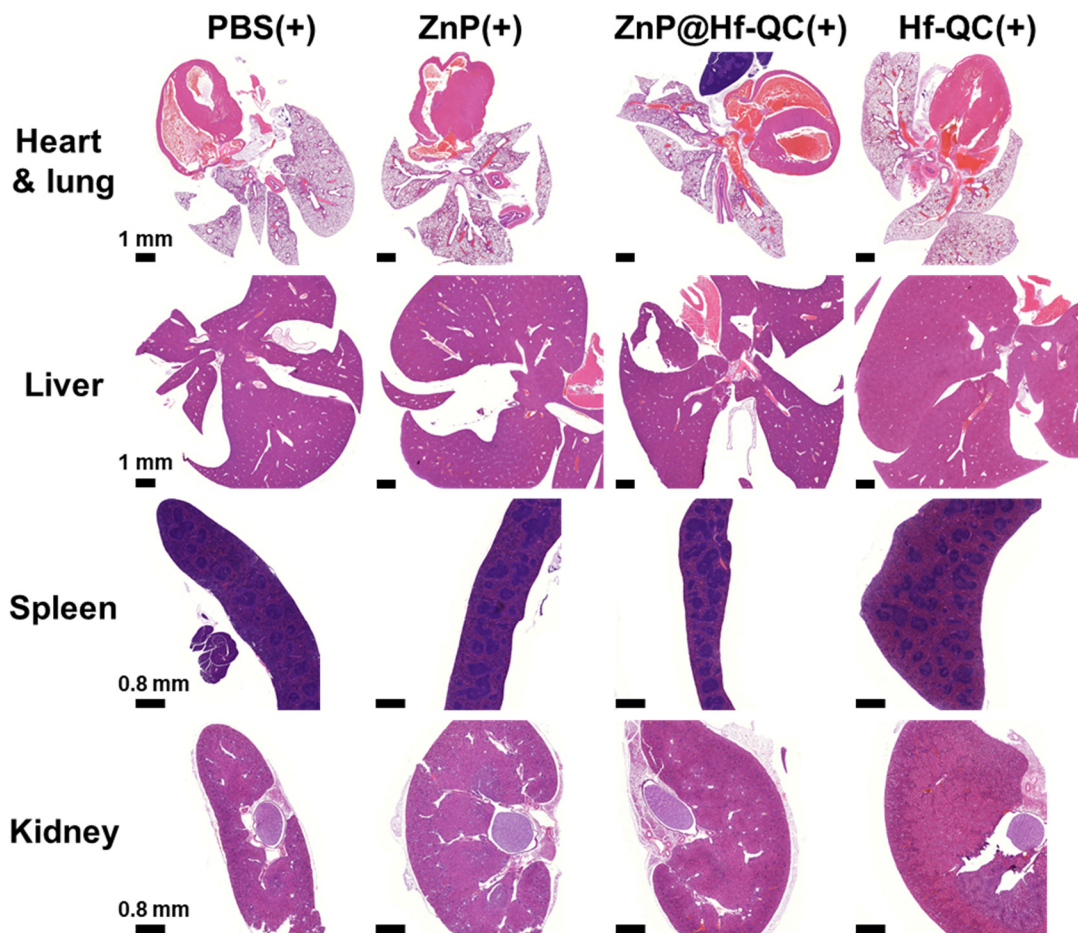 PBS(+) ZnP(+) ZnP@Hf-QC(+) Hf-QC(+)
Heart
& lung
1 mm
Liver
1 mm
Spleen
0.8 mm
Kidney
0.8 mm